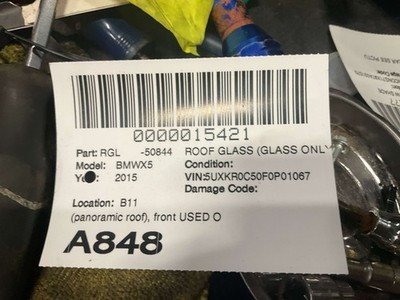 0000015421
Part: RGL -50844 ROOF GLASS (GLASS ONLY
Model: BMWX5 Condition:
2015 VIN:5UXKR0C50F0P01067
Damage Code:
Location: B11
(panoramic roof), front USED O
A848